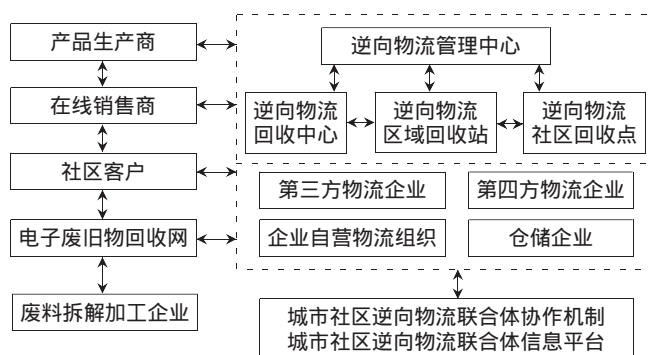 产品生产商
在线销售商
社区客户
电子废旧物回收网
废料拆解加工企业
逆向物流管理中心
逆向物流
回收中心
逆向物流
区域回收站
逆向物流
社区回收点
第三方物流企业
第四方物流企业
企业自营物流组织
仓储企业
城市社区逆向物流联合体协作机制
城市社区逆向物流联合体信息平台